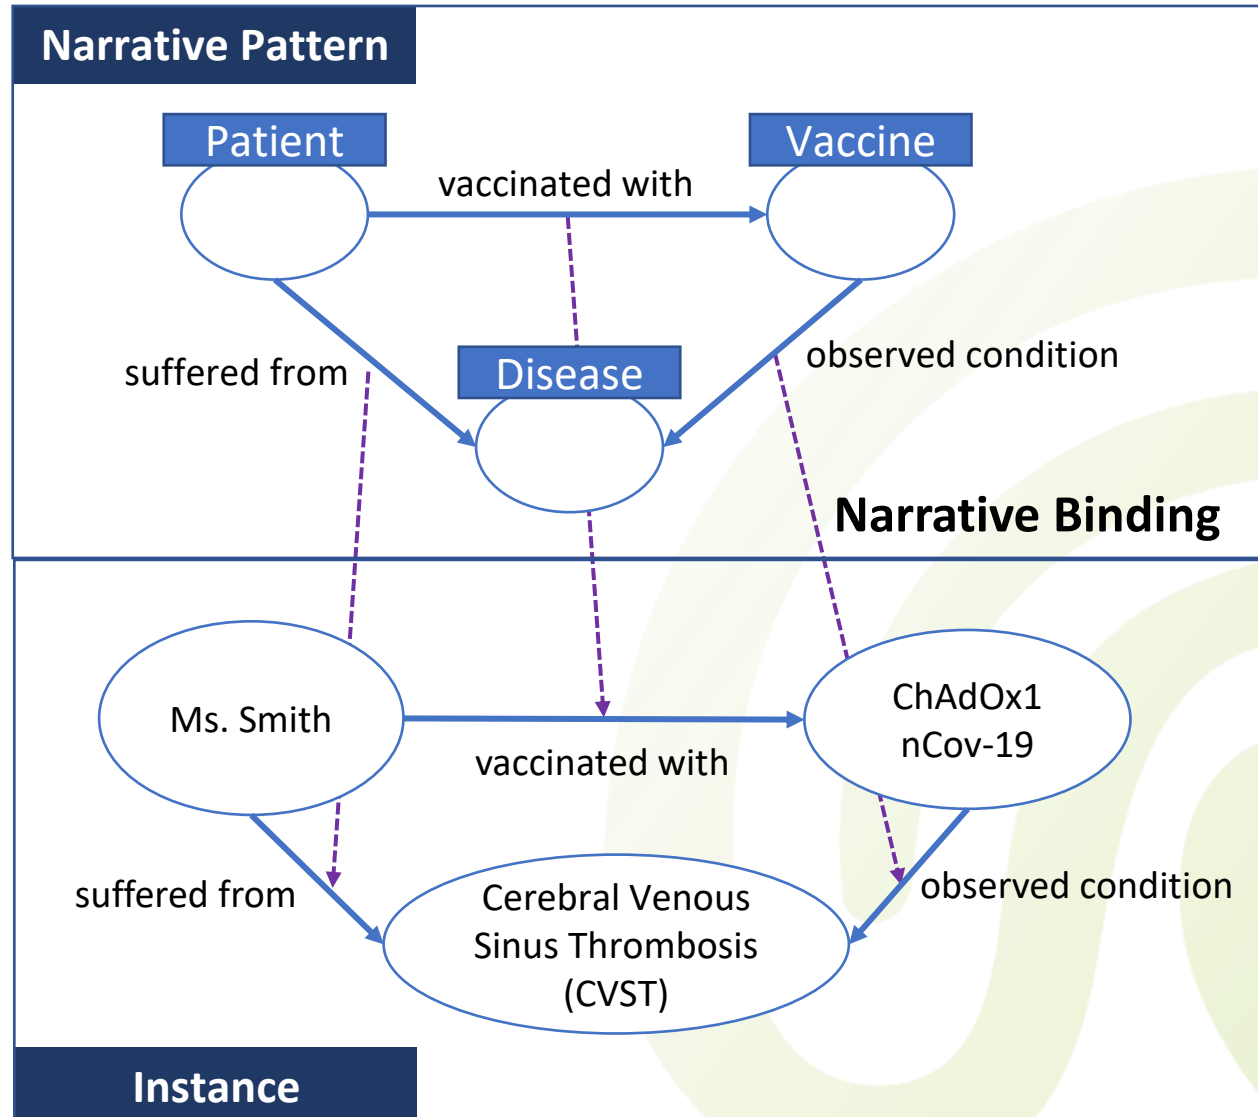 Narrative Pattern
Patient
Vaccine
vaccinated with
suffered from
Disease
observed condition
Narrative Binding
Ms. Smith
ChAdOx1
nCov-19
vaccinated with
suffered from
Cerebral Venous
Sinus Thrombosis
(CVST)
observed condition
Instance